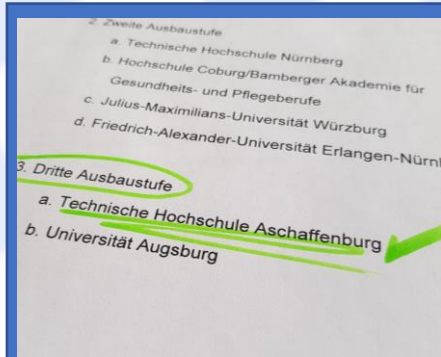 2. Zweite Ausbaustufe
a. Technische Hochschule Nürnberg
b. Hochschule Coburg/Bamberger Akademie für
Gesundheits- und Pflegeberufe
c. Julius-Maximilians-Universität Würzburg
d. Friedrich-Alexander-Universität Erlangen-Nürn
3. Dritte Ausbaustufe
a. Technische Hochschule Aschaffenburg
b. Universität Augsburg